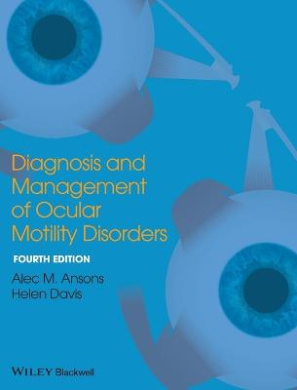 Diagnosis and
Management
of Ocular
Motility Disorders
FOURTH EDITION
Alec M. Ansons
Helen Davis
WILEY Blackwell